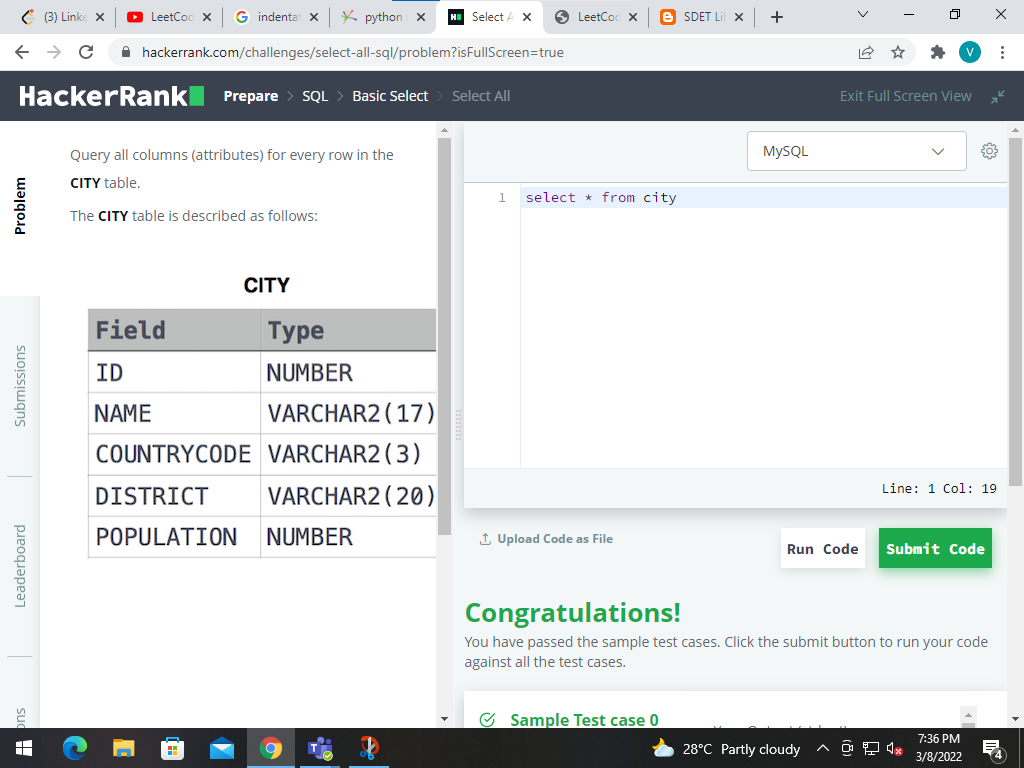 (3) Linke
LeetCod
indentat
python
Select A
LeetCod
SDET Lil
hackerrank.com/challenges/select-all-sql/problem?isFullScreen=true
V
HackerRank
Prepare > SQL > Basic Select > Select All
Exit Full Screen View
Problem
Submissions
Leaderboard
Query all columns (attributes) for every row in the
CITY table.
The CITY table is described as follows:
CITY
Field Type
ID NUMBER
NAME VARCHAR2(17)
COUNTRYCODE VARCHAR2(3)
DISTRICT VARCHAR2(20)
POPULATION NUMBER
MySQL
1 select * from city
Line: 1 Col: 19
Upload Code as File
Run Code
Submit Code
Congratulations!
You have passed the sample test cases. Click the submit button to run your code
against all the test cases.
Sample Test case 0
28°C Partly cloudy
7:36 PM
3/8/2022
4